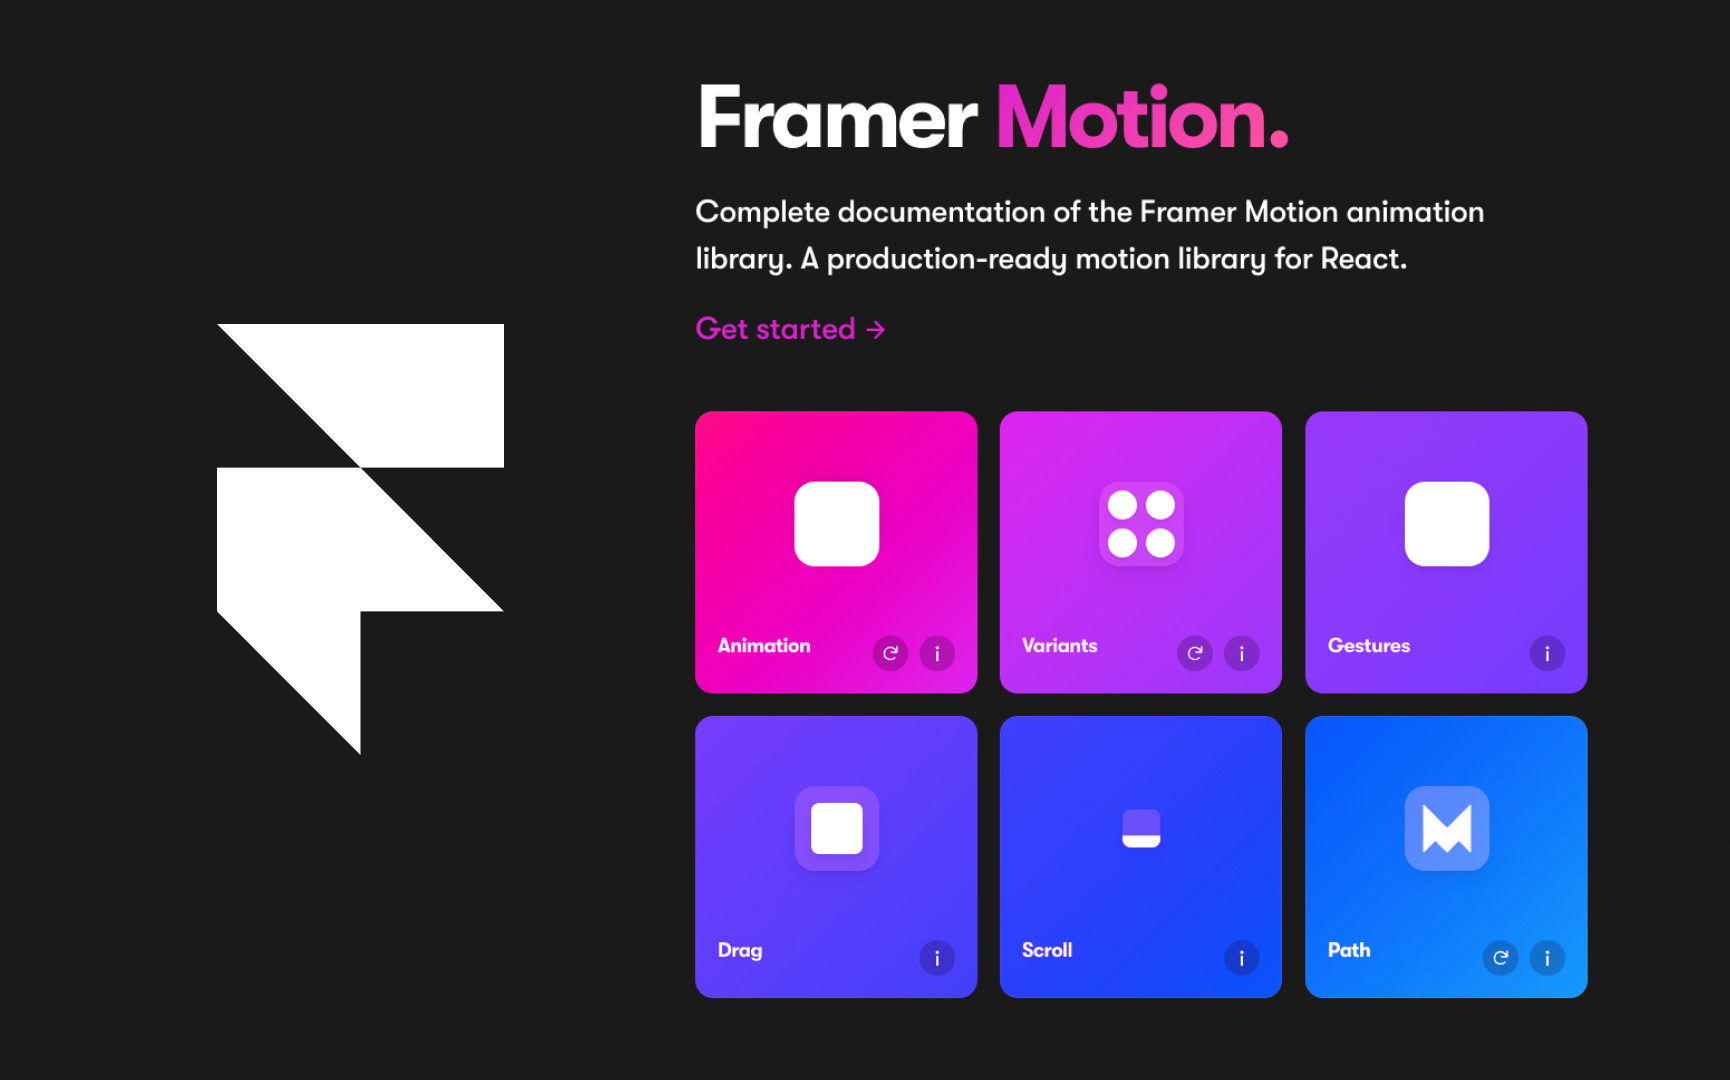 Framer Motion.
Complete documentation of the Framer Motion animation
library. A production-ready motion library for React.
Get started →
Animation
Variants
Gestures
Drag
Scroll
Path